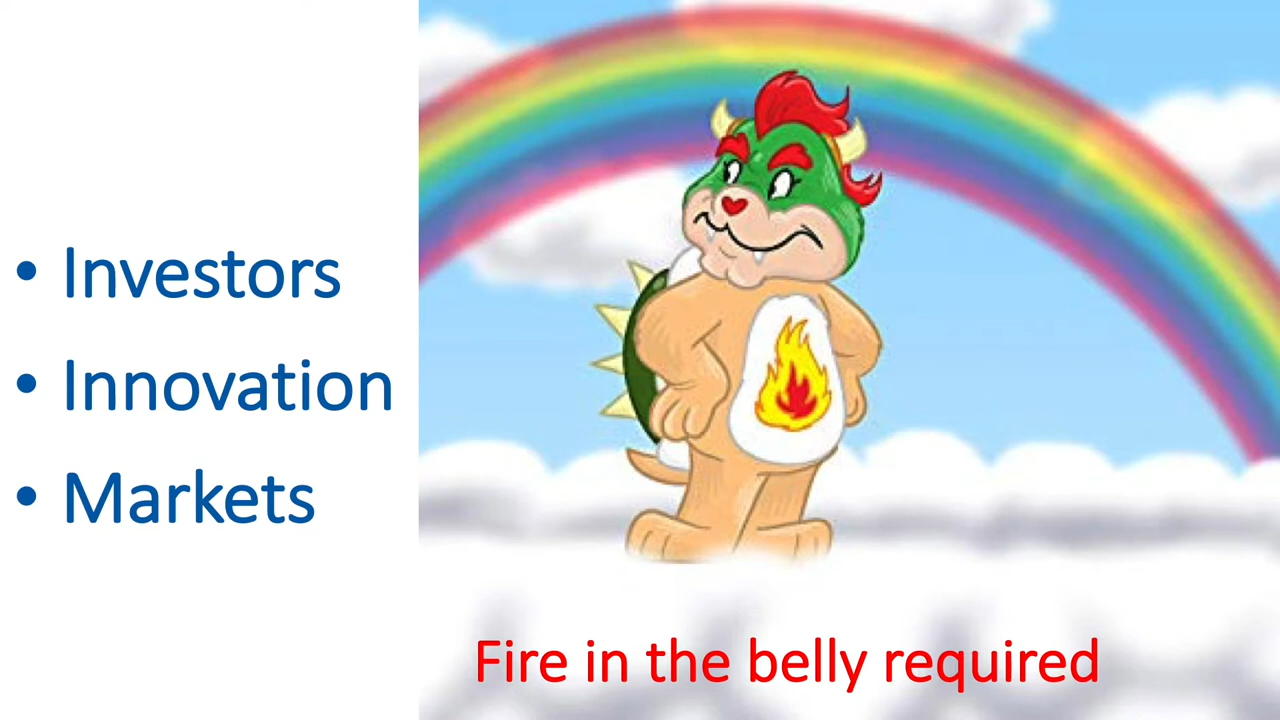 • Investors
• Innovation
• Markets
Fire in the belly required